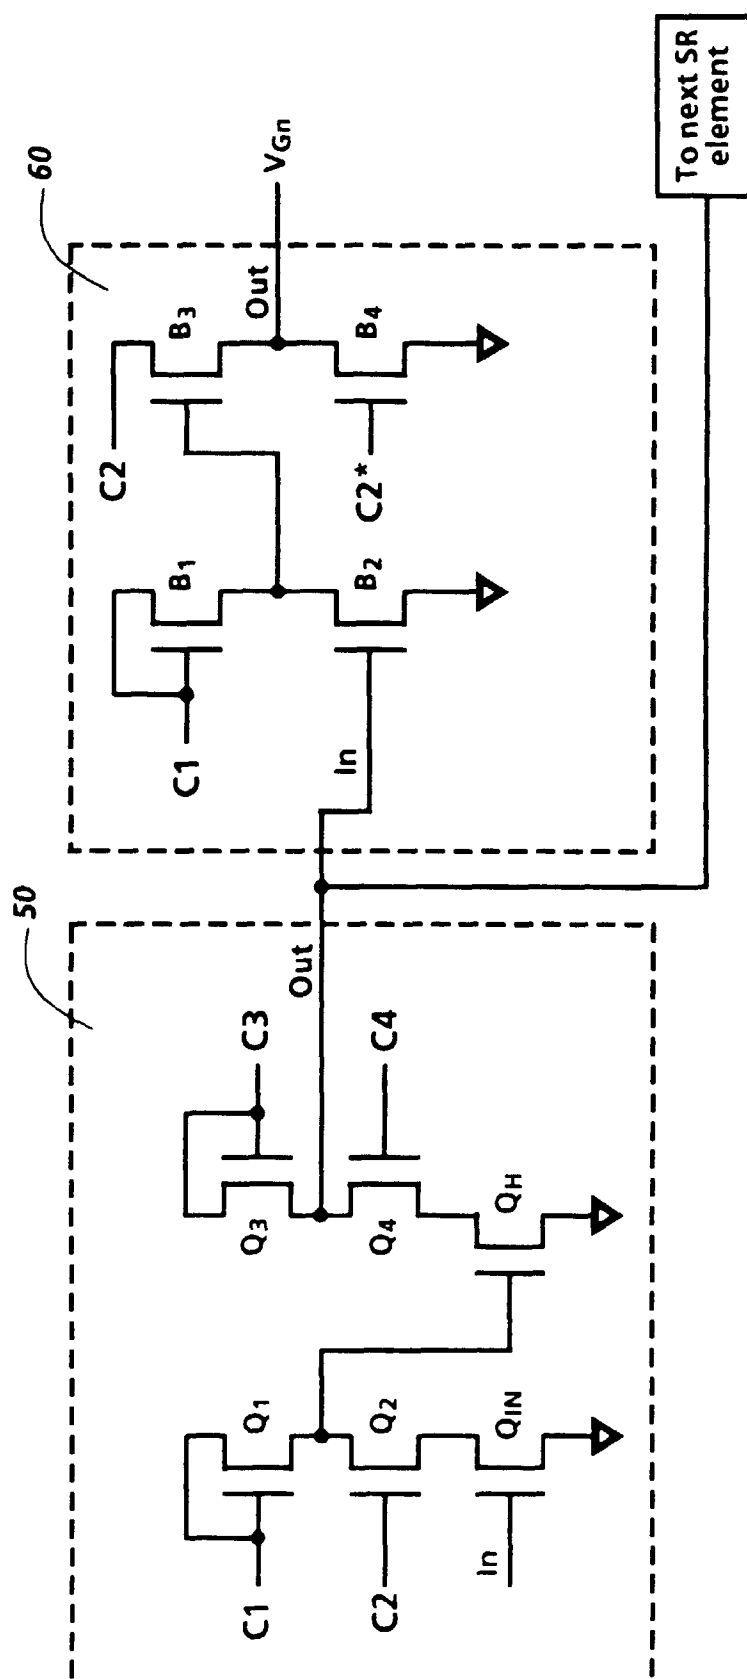 50
60
C1
Q1
C2
Q2
In
QIN
Q3
C3
Q4
C4
QH
Out
C1
B1
In
B2
C2
B3
C2*
B4
Out
VGn
To next SR
element